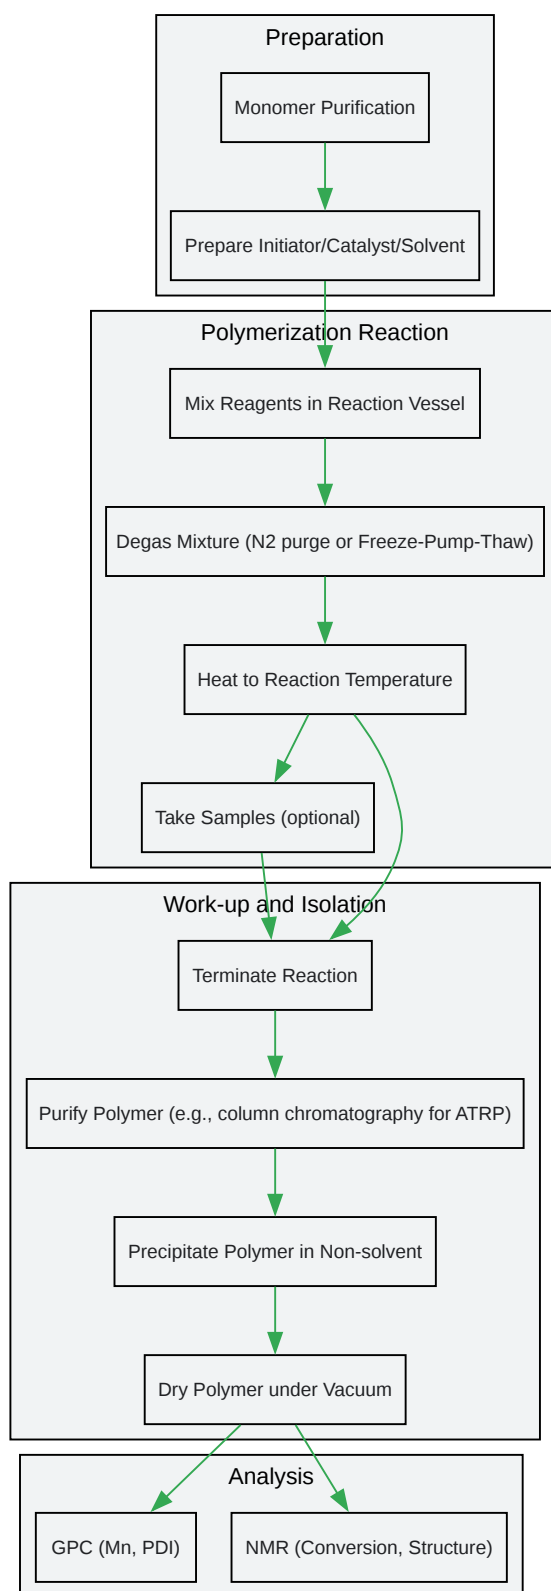 Preparation
Monomer Purification
Prepare Initiator/Catalyst/Solvent
Polymerization Reaction
Mix Reagents in Reaction Vessel
Degas Mixture (N2 purge or Freeze-Pump-Thaw)
Heat to Reaction Temperature
Take Samples (optional)
Work-up and Isolation
Terminate Reaction
Purify Polymer (e.g., column chromatography for ATRP)
Precipitate Polymer in Non-solvent
Dry Polymer under Vacuum
Analysis
GPC (Mn, PDI)
NMR (Conversion, Structure)